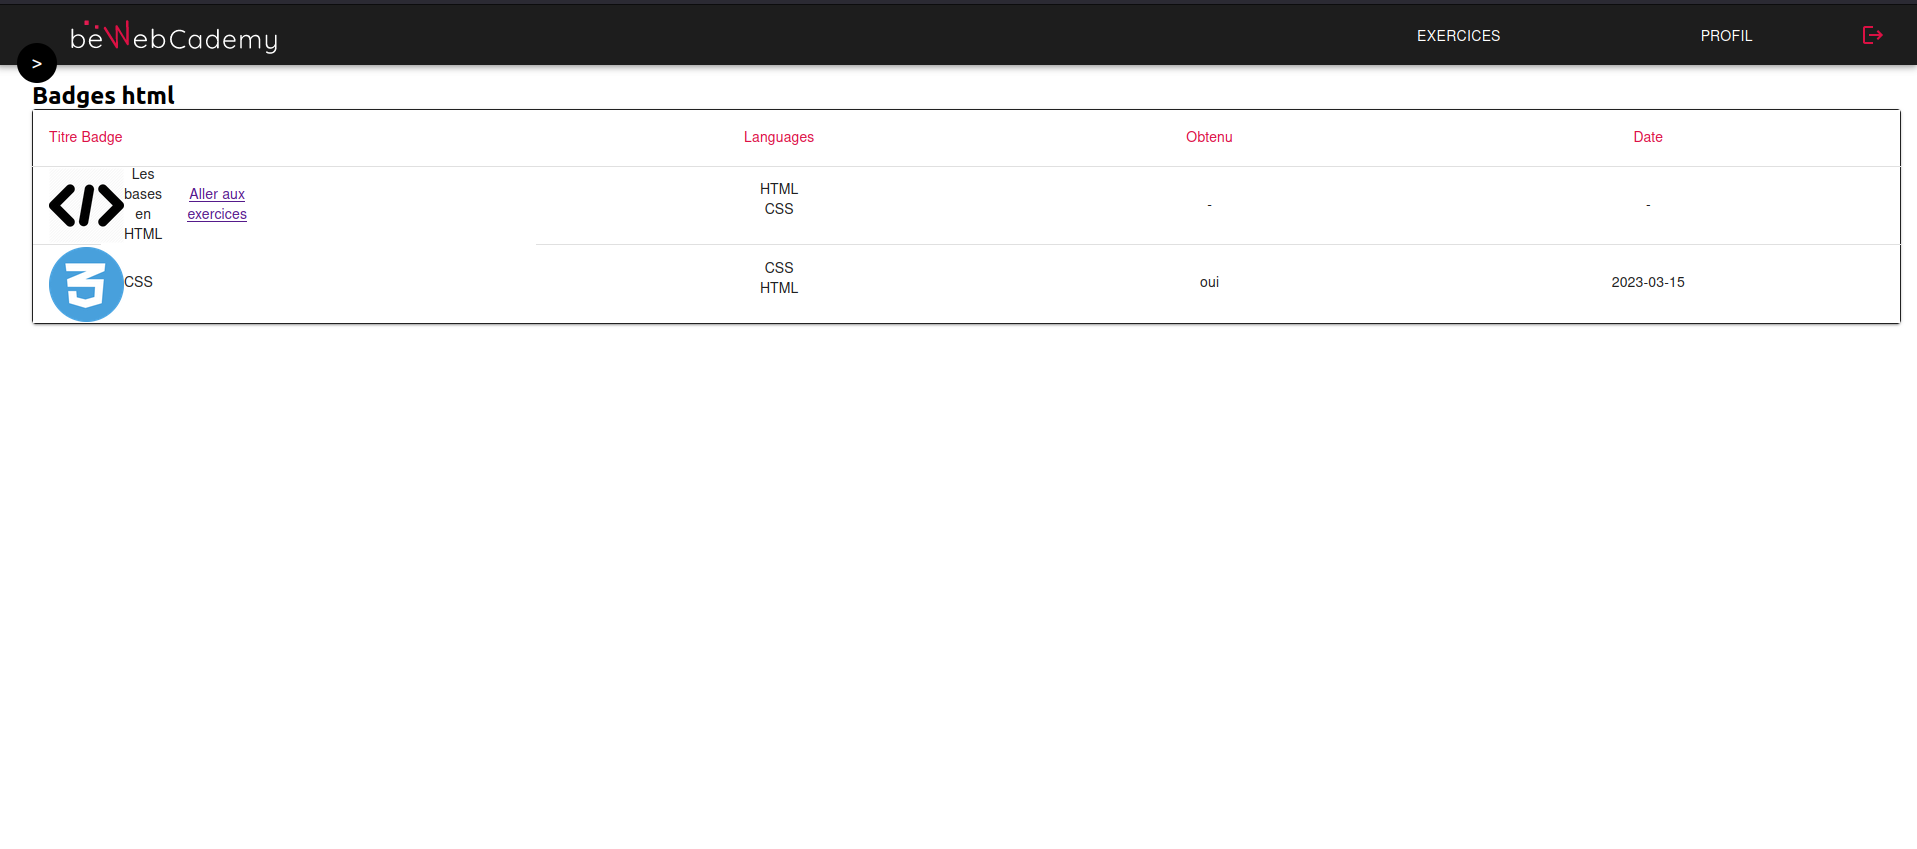 beWebCademy
EXERCICES
PROFIL
>
Badges html
Titre Badge
Languages
Obtenu
Date
Les
bases
en
HTML
Aller aux
exercices
HTML
CSS
-
-
CSS
CSS
HTML
oui
2023-03-15